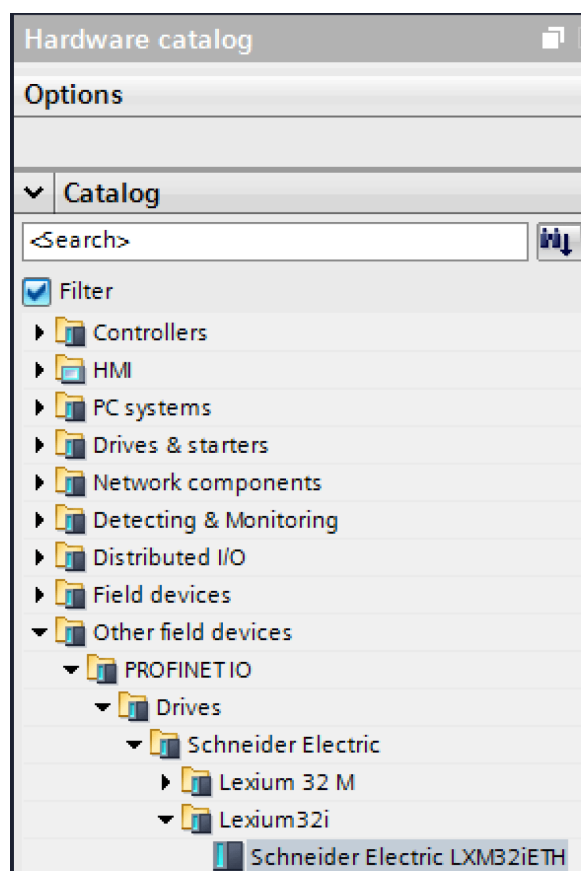 Hardware catalog
Options
Catalog
<Search>
Filter
Controllers
HMI
PC systems
Drives & starters
Network components
Detecting & Monitoring
Distributed I/O
Field devices
Other field devices
PROFINET IO
Drives
Schneider Electric
Lexium 32 M
Lexium32i
Schneider Electric LXM32iETH